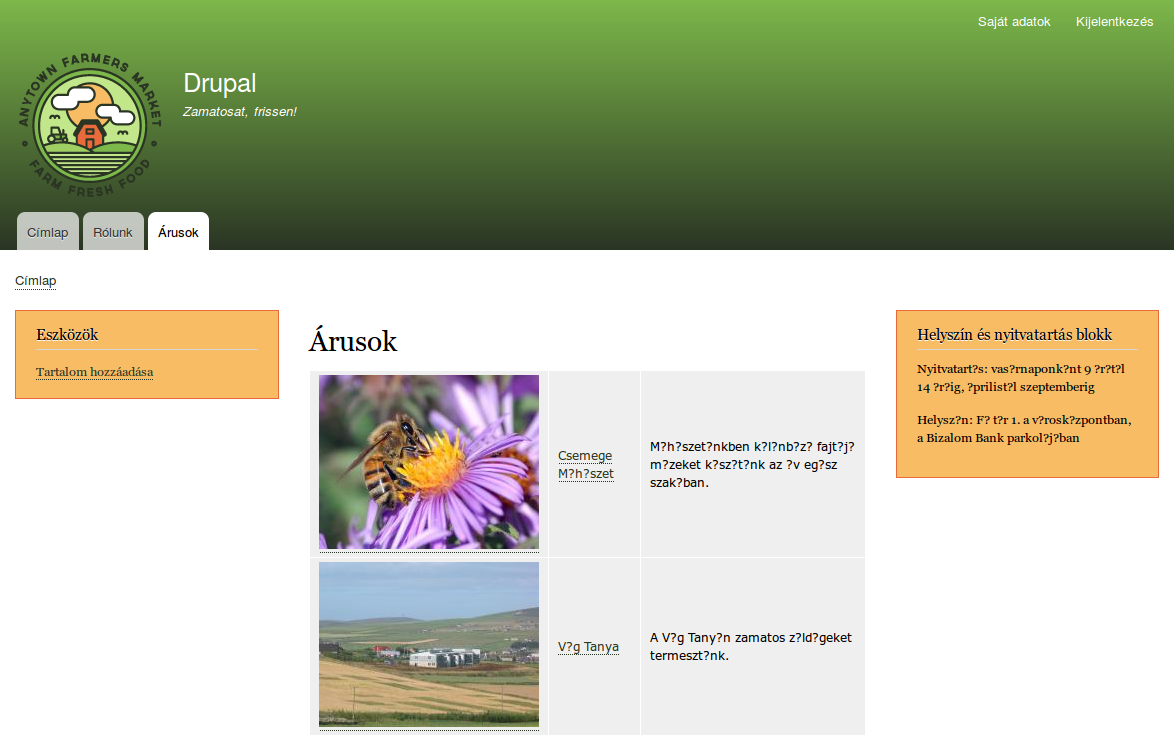 Saját adatok Kijelentkezés
ANYTOWN FARMERS MARKET
FARM FRESH FOOD
Drupal
Zamatosat, frissen!
Címlap Rólunk Árusok
Címlap
Eszközök
Tartalom hozzáadása
Árusok
Csemege
M?h?szet
M?h?szet?nkben k?l?nb?z? fajt?j?
m?zeket k?sz?t?nk az ?v eg?sz
szak?ban.
V?g Tanya
A V?g Tany?n zamatos z?ld?geket
termeszt?nk.
Helyszín és nyitvatartás blokk
Nyitvatart?s: vas?rnaponk?nt 9 ?r?t?l
14 ?r?ig, ?prilist?l szeptemberig
Helysz?n: F? t?r 1. a v?rosk?zpontban,
a Bizalom Bank parkol?j?ban